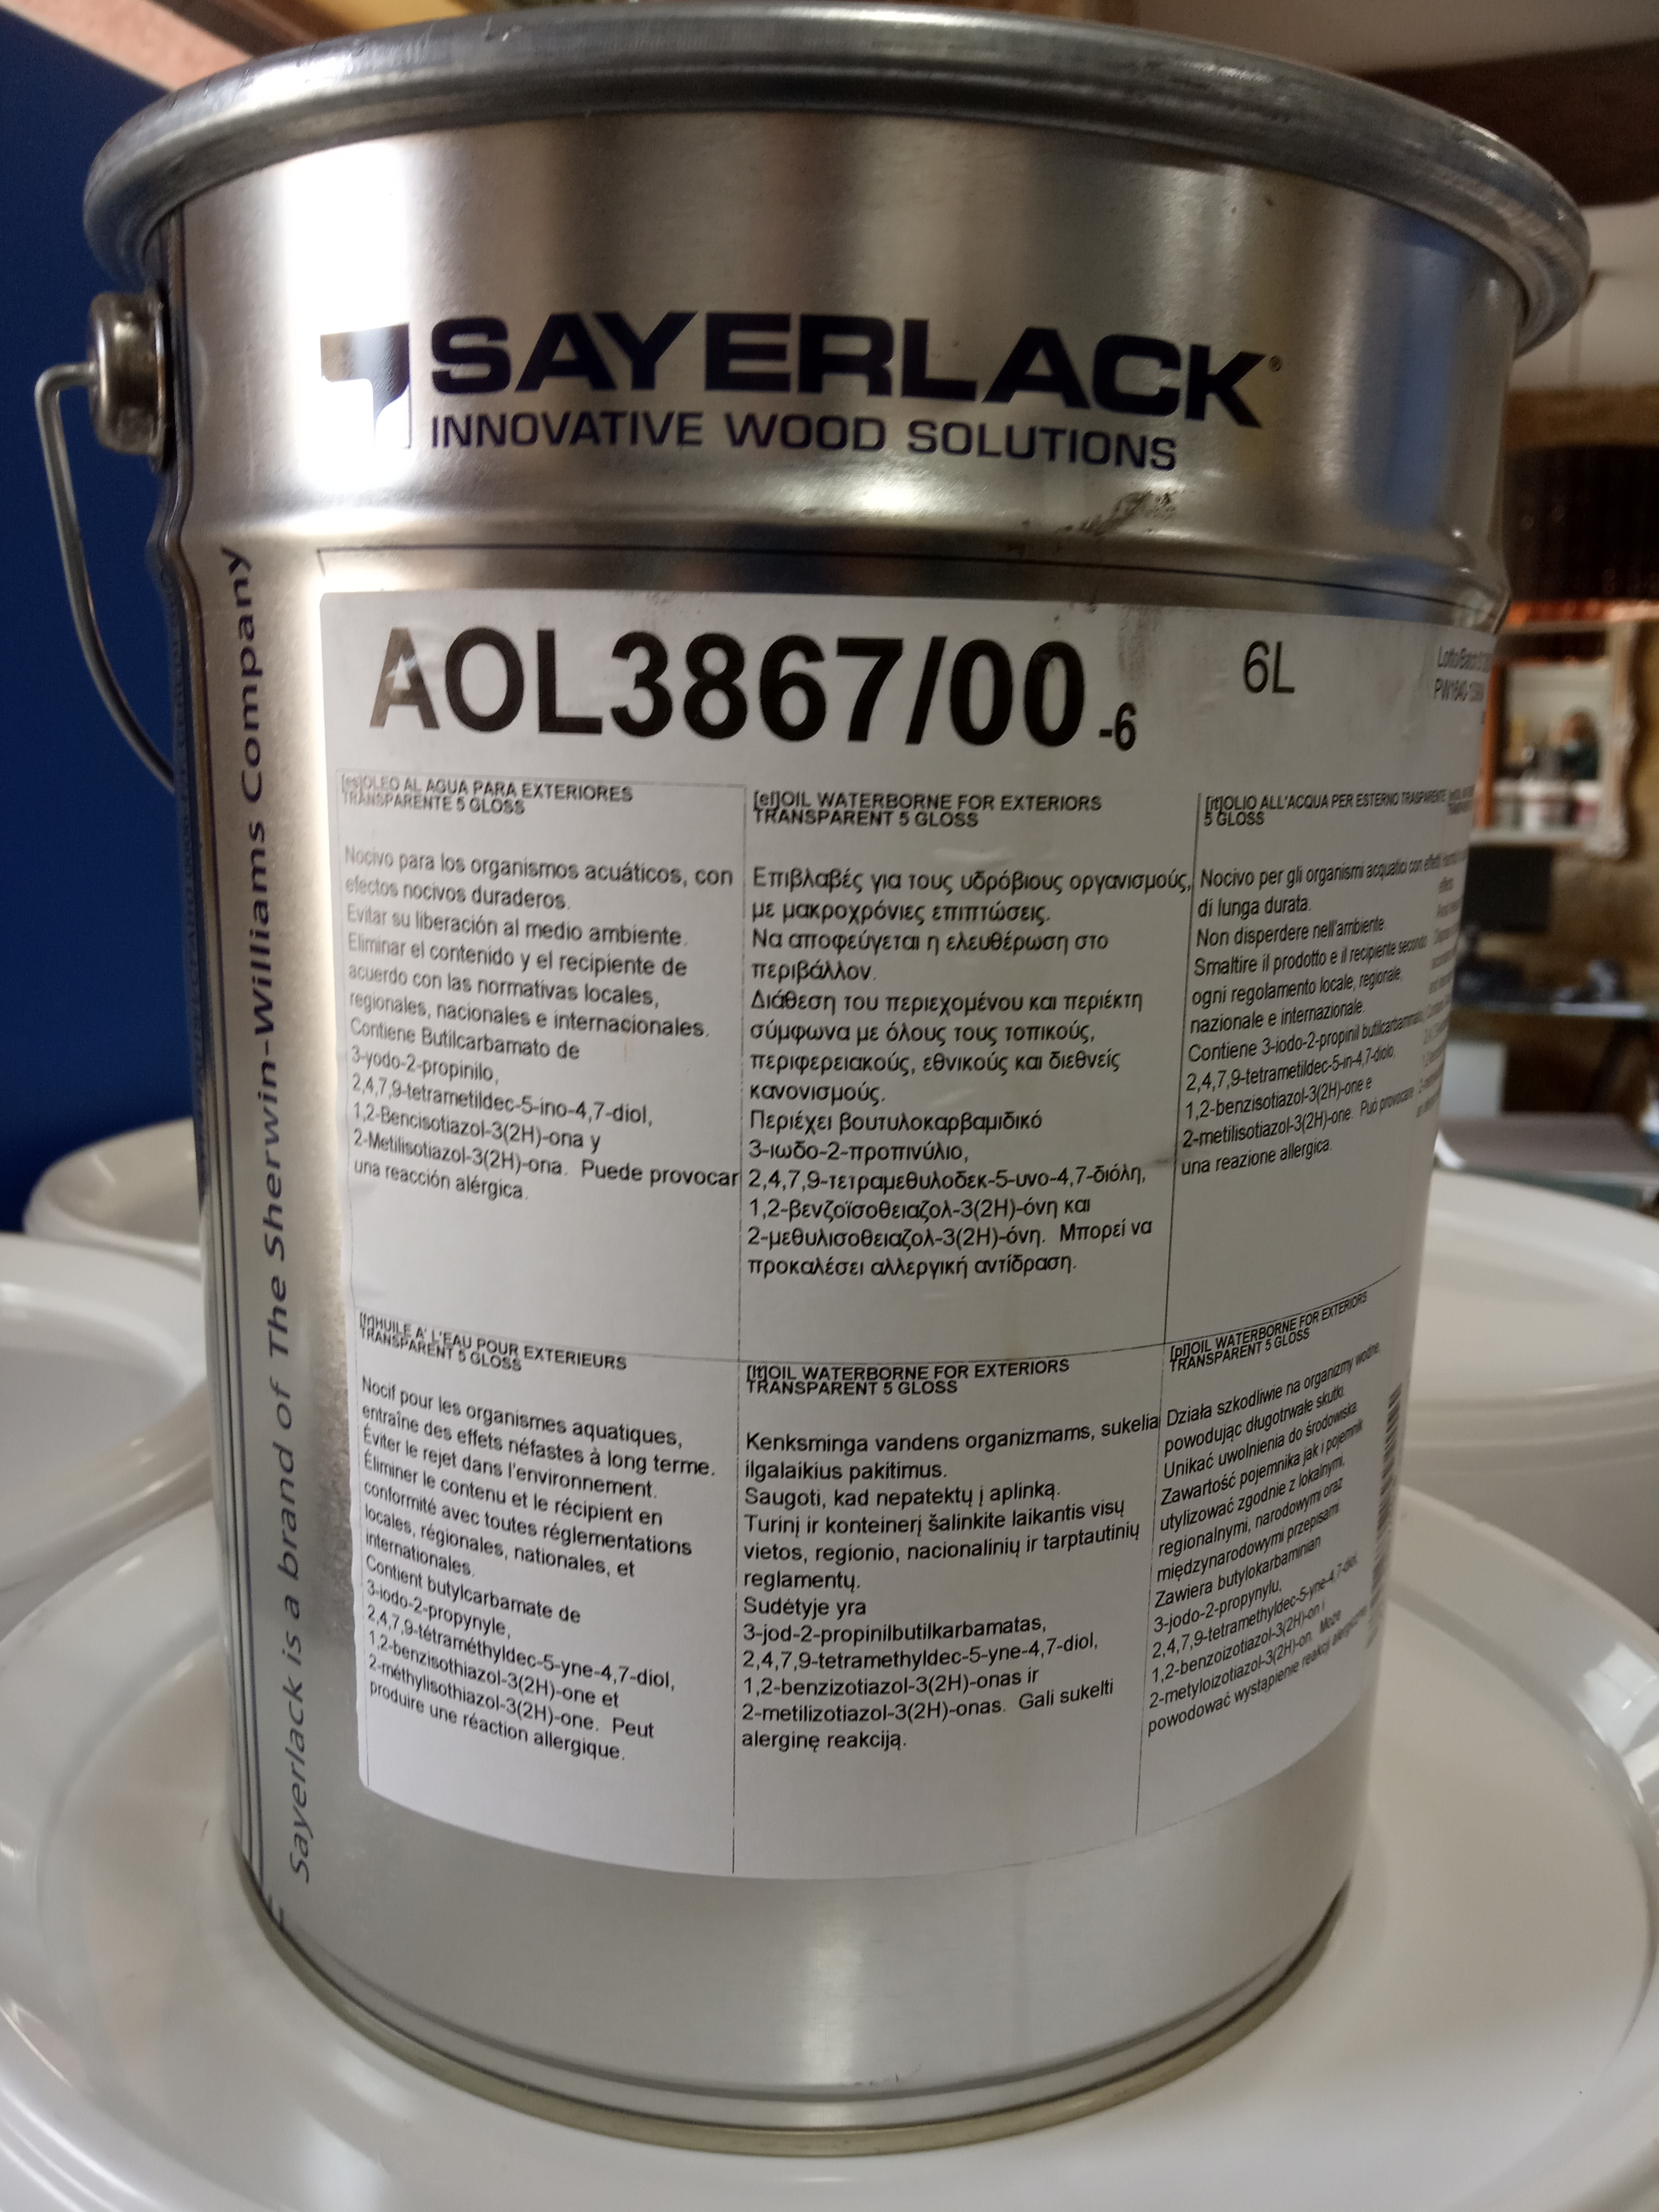 SAYERLACK®
INNOVATIVE WOOD SOLUTIONS
Sayerlack is a brand of The Sherwin-Williams Company
AOL3867/00-6
6L
[es]OLEO AL AGUA PARA EXTERIORES
TRANSPARENTE 5 GLOSS
Nocivo para los organismos acuáticos, con
efectos nocivos duraderos.
Evitar su liberación al medio ambiente.
Eliminar el contenido y el recipiente de
acuerdo con las normativas locales,
regionales, nacionales e internacionales.
Contiene Butilcarbamato de
3-yodo-2-propinilo,
2,4,7,9-tetrametildec-5-ino-4,7-diol,
1,2-Bencisotiazol-3(2H)-ona y
2-Metilisotiazol-3(2H)-ona. Puede provocar
una reacción alérgica.
[el]OIL WATERBORNE FOR EXTERIORS
TRANSPARENT 5 GLOSS
Επιβλαβές για τους υδρόβιους οργανισμούς,
με μακροχρόνιες επιπτώσεις.
Να αποφεύγεται η ελευθέρωση στο
περιβάλλον.
Διάθεση του περιεχομένου και περιέκτη
σύμφωνα με όλους τους τοπικούς,
περιφερειακούς, εθνικούς και διεθνείς
κανονισμούς.
Περιέχει βουτυλοκαρβαμιδικό
3-ιωδο-2-προπινύλιο,
2,4,7,9-τετραμεθυλοδεκ-5-υνο-4,7-διόλη,
1,2-βενζοϊσοθειαζολ-3(2H)-όνη και
2-μεθυλισοθειαζολ-3(2H)-όνη. Μπορεί να
προκαλέσει αλλεργική αντίδραση.
[it]OLIO ALL'ACQUA PER ESTERNO TRASPARENTE
5 GLOSS
Nocivo per gli organismi acquatici con effetti
di lunga durata.
Non disperdere nell'ambiente.
Smaltire il prodotto e il recipiente secondo
ogni regolamento locale, regionale,
nazionale e internazionale.
Contiene 3-iodo-2-propinil butilcarbammato,
2,4,7,9-tetrametildec-5-in-4,7-diolo,
1,2-benzisotiazol-3(2H)-one e
2-metilisotiazol-3(2H)-one. Può provocare
una reazione allergica.
[fr]HUILE A' L'EAU POUR EXTERIEURS
TRANSPARENT 5 GLOSS
Nocif pour les organismes aquatiques,
entraîne des effets néfastes à long terme.
Éviter le rejet dans l'environnement.
Éliminer le contenu et le récipient en
conformité avec toutes réglementations
locales, régionales, nationales, et
internationales.
Contient butylcarbamate de
3-iodo-2-propynyle,
2,4,7,9-tétraméthyldec-5-yne-4,7-diol,
1,2-benzisothiazol-3(2H)-one et
2-méthylisothiazol-3(2H)-one. Peut
produire une réaction allergique.
[lt]OIL WATERBORNE FOR EXTERIORS
TRANSPARENT 5 GLOSS
Kenksminga vandens organizmams, sukelia
ilgalaikius pakitimus.
Saugoti, kad nepatektų į aplinką.
Turinį ir konteinerį šalinkite laikantis visų
vietos, regionio, nacionalinių ir tarptautinių
reglamentų.
Sudėtyje yra
3-jod-2-propinilbutilkarbamatas,
2,4,7,9-tetramethyldec-5-yne-4,7-diol,
1,2-benzizotiazol-3(2H)-onas ir
2-metilizotiazol-3(2H)-onas. Gali sukelti
alerginę reakciją.
[pl]OIL WATERBORNE FOR EXTERIORS
TRANSPARENT 5 GLOSS
Działa szkodliwie na organizmy wodne,
powodując długotrwałe skutki.
Unikać uwolnienia do środowiska.
Zawartość pojemnika jak i pojemnik
utylizować zgodnie z lokalnymi,
regionalnymi, narodowymi oraz
międzynarodowymi przepisami.
Zawiera butylokarbaminian
3-jodo-2-propynylu,
2,4,7,9-tetramethyldec-5-yne-4,7-diol,
1,2-benzoizotiazol-3(2H)-on i
2-metyloizotiazol-3(2H)-on. Może
powodować wystąpienie reakcji alergicznej.